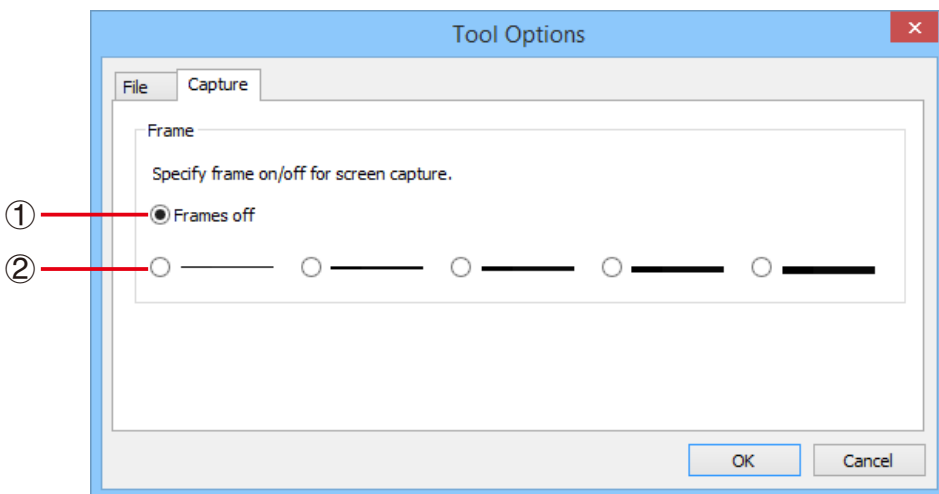 Tool Options
File Capture
Frame
Specify frame on/off for screen capture.
① Frames off
②
OK Cancel